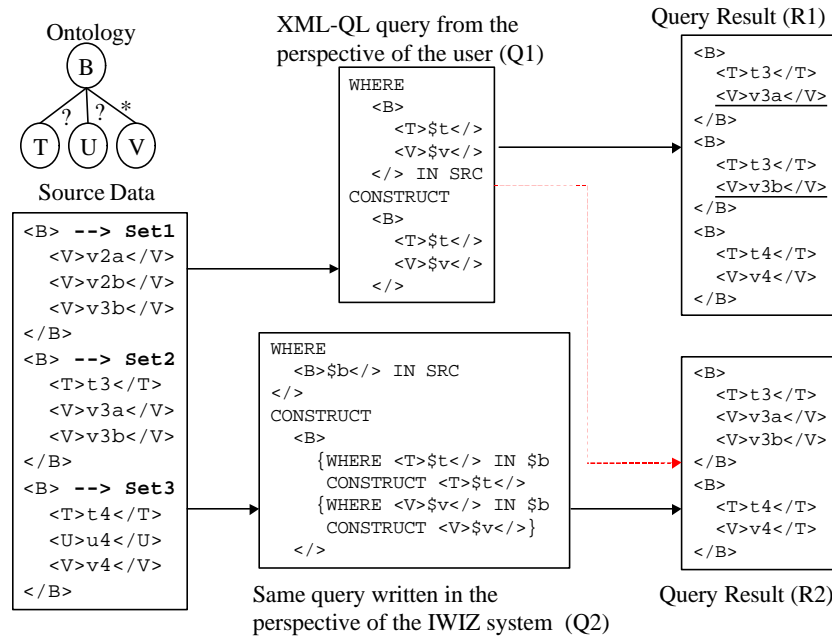 Ontology
B
? ? *
T U V
Source Data
<B> --> Set1
<V>v2a</V>
<V>v2b</V>
<V>v3b</V>
</B>
<B> --> Set2
<T>t3</T>
<V>v3a</V>
<V>v3b</V>
</B>
<B> --> Set3
<T>t4</T>
<U>u4</U>
<V>v4</V>
</B>
XML-QL query from the
perspective of the user (Q1)
WHERE
<B>
<T>$t</>
<V>$v</>
</> IN SRC
CONSTRUCT
<B>
<T>$t</>
<V>$v</>
</>
Query Result (R1)
<B>
<T>t3</T>
<V>v3a</V>
</B>
<B>
<T>t3</T>
<V>v3b</V>
</B>
<B>
<T>t4</T>
<V>v4</V>
</B>
WHERE
<B>$b</> IN SRC
</>
CONSTRUCT
<B>
{WHERE <T>$t</> IN $b
CONSTRUCT <T>$t</>
{WHERE <V>$v</> IN $b
CONSTRUCT <V>$v</>}
</>
Same query written in the
perspective of the IWIZ system (Q2)
<B>
<T>t3</T>
<V>v3a</V>
<V>v3b</V>
</B>
<B>
<T>t4</T>
<V>v4</T>
</B>
Query Result (R2)